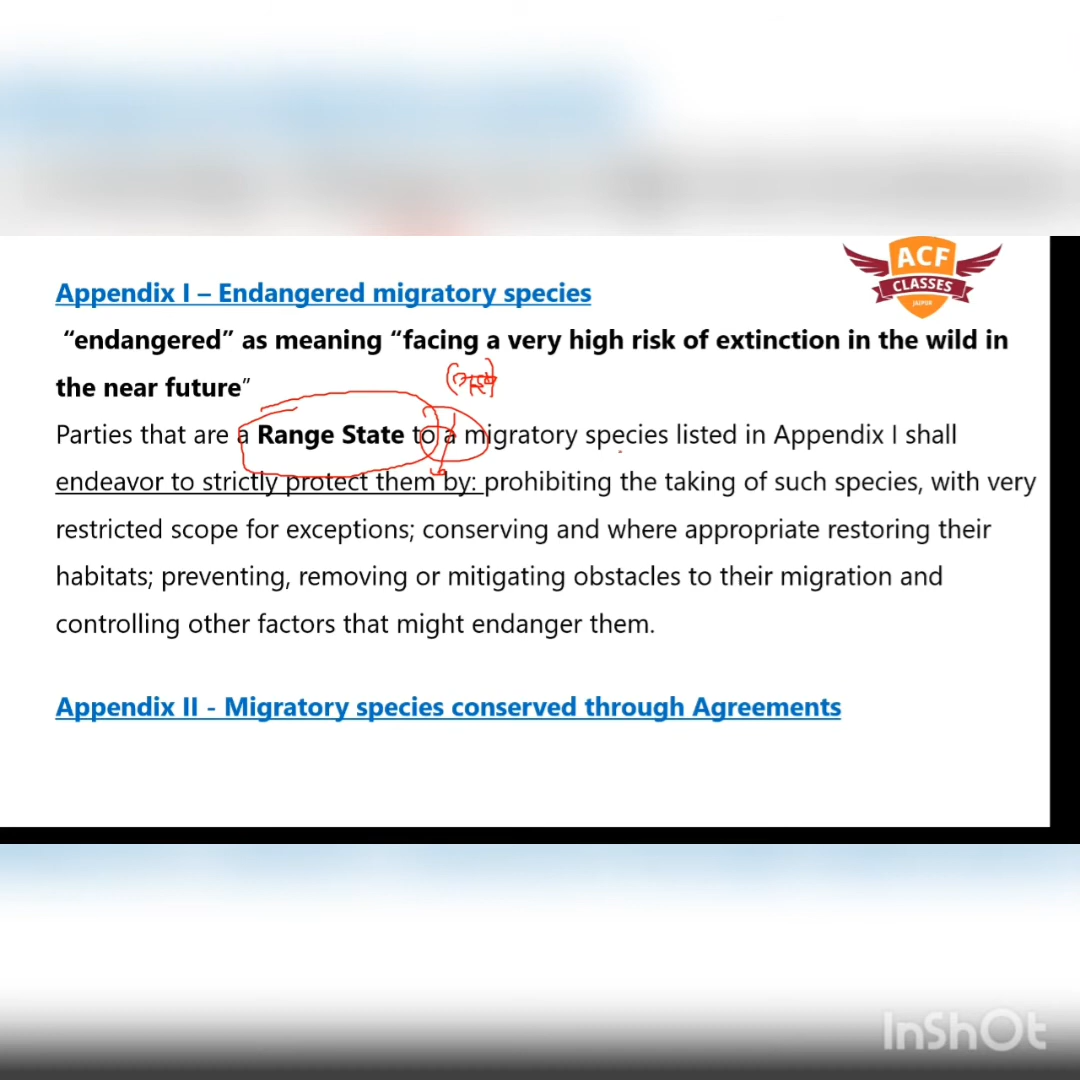 ACF
CLASSES
JAIPUR
Appendix I – Endangered migratory species
“endangered” as meaning “facing a very high risk of extinction in the wild in
the near future”
Parties that are a Range State to a migratory species listed in Appendix I shall
endeavor to strictly protect them by: prohibiting the taking of such species, with very
restricted scope for exceptions; conserving and where appropriate restoring their
habitats; preventing, removing or mitigating obstacles to their migration and
controlling other factors that might endanger them.
Appendix II - Migratory species conserved through Agreements
InShOt